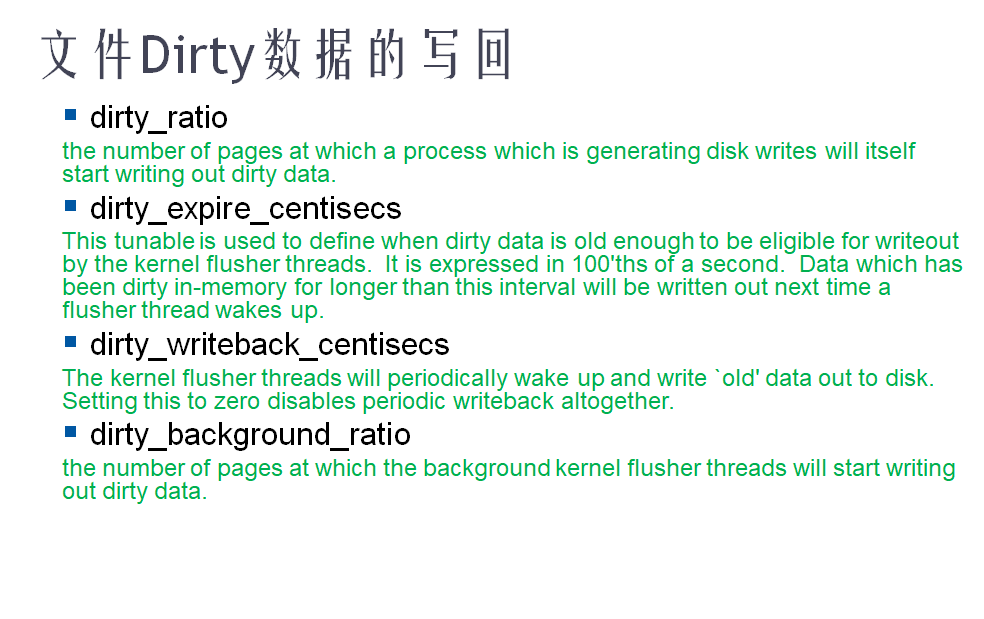 文件Dirty数据的写回
dirty_ratio
the number of pages at which a process which is generating disk writes will itself
start writing out dirty data.
dirty_expire_centisecs
This tunable is used to define when dirty data is old enough to be eligible for writeout
by the kernel flusher threads.  It is expressed in 100'ths of a second.  Data which has
been dirty in-memory for longer than this interval will be written out next time a
flusher thread wakes up.
dirty_writeback_centisecs
The kernel flusher threads will periodically wake up and write `old' data out to disk.
Setting this to zero disables periodic writeback altogether.
dirty_background_ratio
the number of pages at which the background kernel flusher threads will start writing
out dirty data.